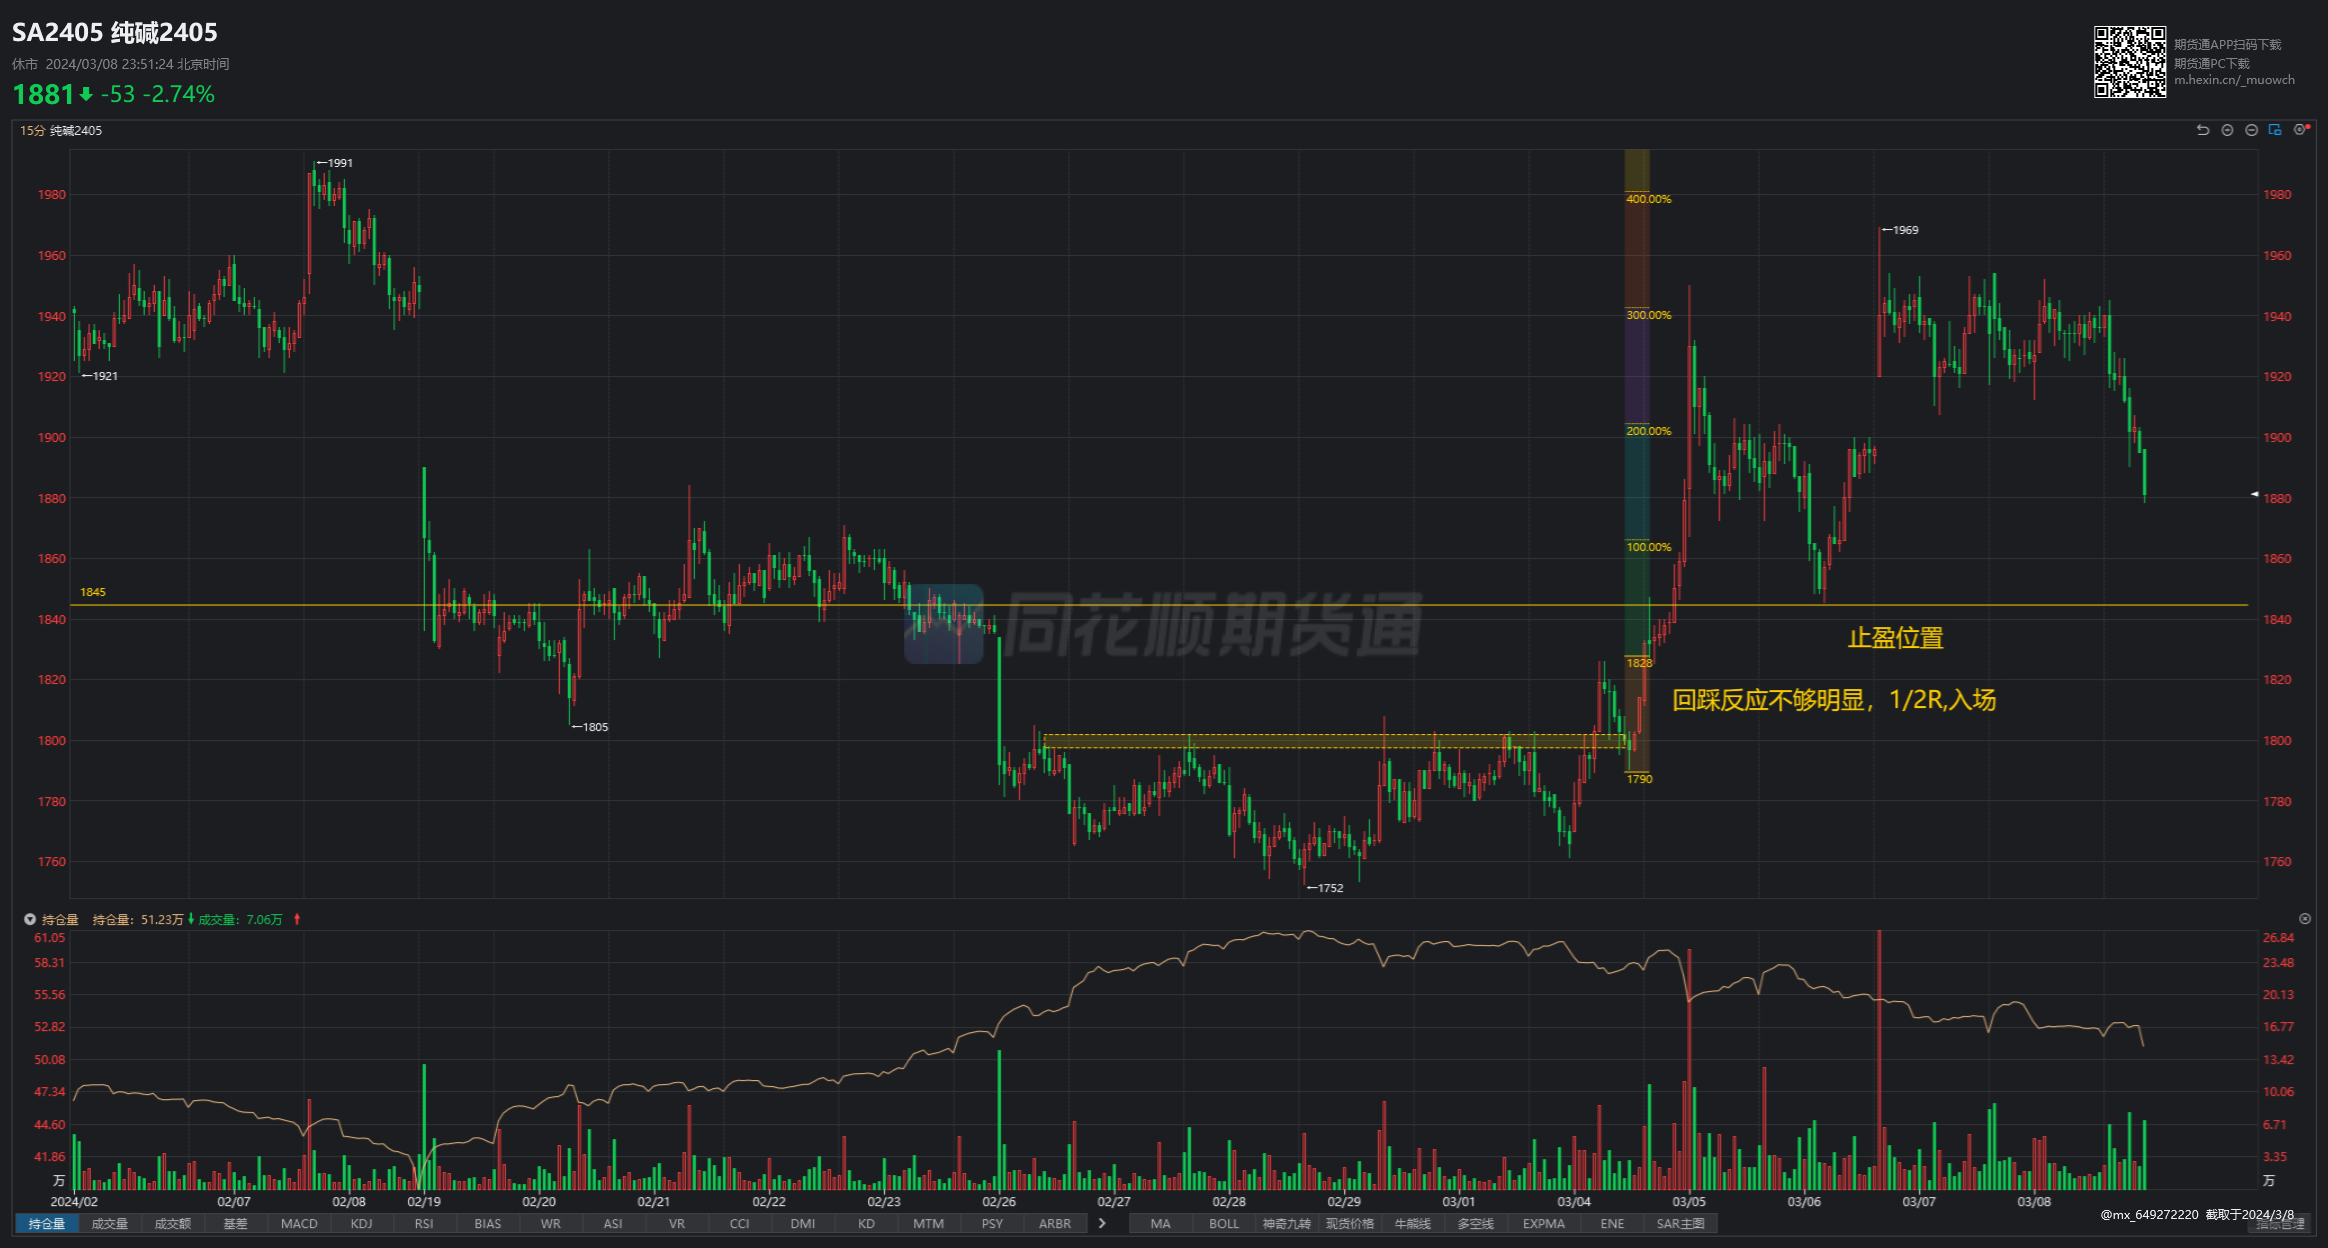 SA2405 纯碱2405
休市 2024/03/08 23:51:24 北京时间
1881 -53 -2.74%
期货通APP扫码下载
期货通PC下载
m.hexin.cn/_muowch
15分 纯碱2405
←1991
←1921
←1805
←1752
←1969
1980 1980
1960 1960
1940 1940
1920 1920
1900 1900
1880 1880
1860 1860
1840 1840
1820 1820
1800 1800
1780 1780
1760 1760
1845
400.00%
300.00%
200.00%
100.00%
1828
1790
同花顺期货通
止盈位置
回踩反应不够明显，1/2R,入场
持仓量 持仓量：51.23万 成交量：7.06万
61.05 26.84
58.31 23.48
55.56 20.13
52.82 16.77
50.08 13.42
47.34 10.06
44.60 6.71
41.86 3.35
万 万
2024/02 02/07 02/08 02/19 02/20 02/21 02/22 02/23 02/26 02/27 02/28 02/29 03/01 03/04 03/05 03/06 03/07 03/08
@mx_649272220 截取于2024/3/8
持仓量 成交量 成交额 基差 MACD KDJ RSI BIAS WR ASI VR CCI DMI KD MTM PSY ARBR MA BOLL 神奇九转 现货价格 牛熊线 多空线 EXPMA ENE SAR主图 指标管理